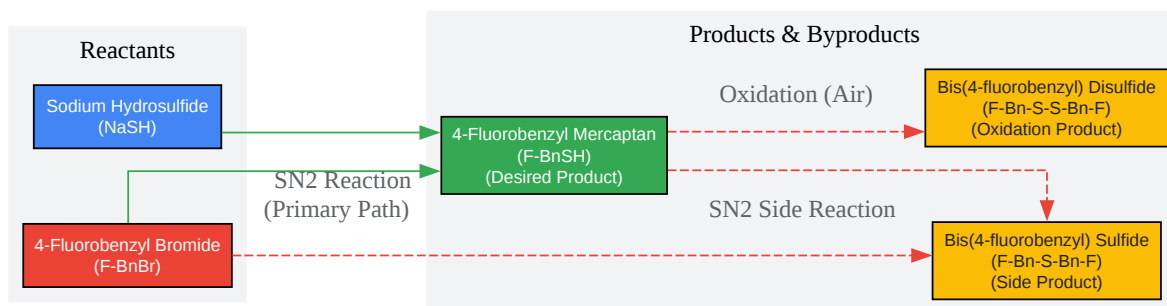 Reactants
Products & Byproducts
Sodium Hydrosulfide
(NaSH)
4-Fluorobenzyl Bromide
(F-BnBr)
SN2 Reaction
(Primary Path)
4-Fluorobenzyl Mercaptan
(F-BnSH)
(Desired Product)
Oxidation (Air)
SN2 Side Reaction
Bis(4-fluorobenzyl) Disulfide
(F-Bn-S-S-Bn-F)
(Oxidation Product)
Bis(4-fluorobenzyl) Sulfide
(F-Bn-S-Bn-F)
(Side Product)